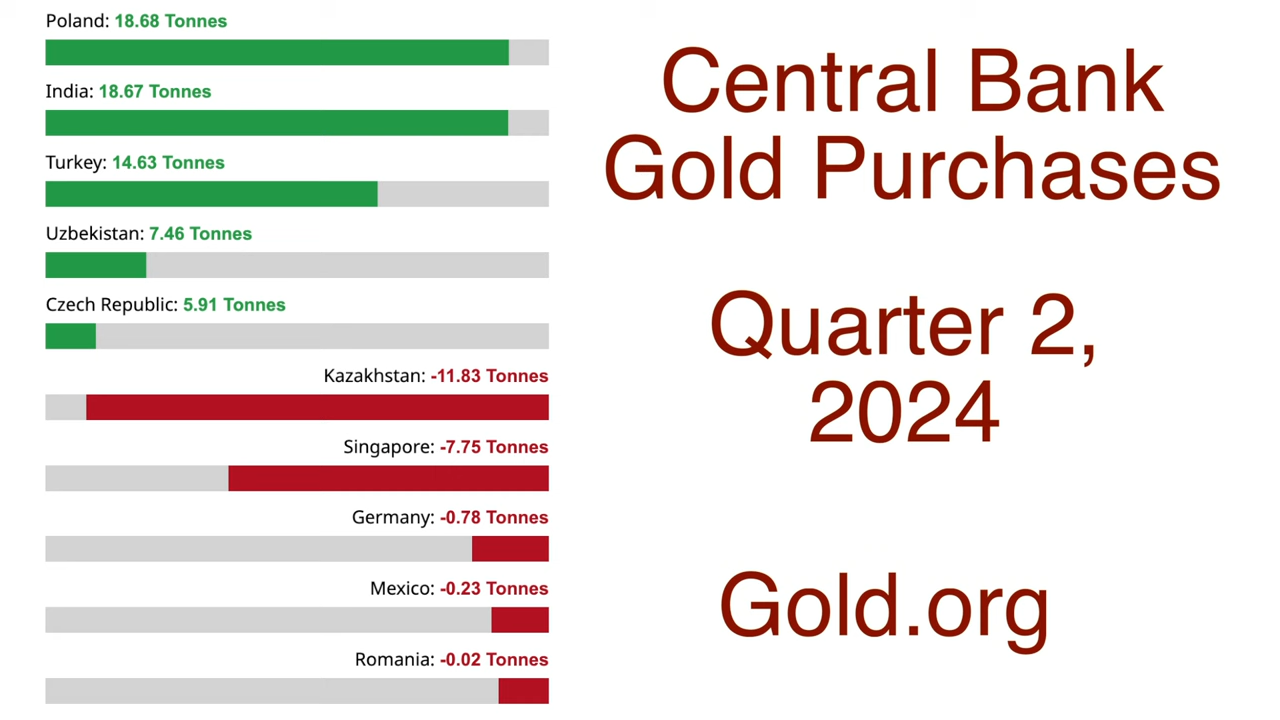 Poland: 18.68 Tonnes
India: 18.67 Tonnes
Turkey: 14.63 Tonnes
Uzbekistan: 7.46 Tonnes
Czech Republic: 5.91 Tonnes
Kazakhstan: -11.83 Tonnes
Singapore: -7.75 Tonnes
Germany: -0.78 Tonnes
Mexico: -0.23 Tonnes
Romania: -0.02 Tonnes
Central Bank
Gold Purchases
Quarter 2,
2024
Gold.org